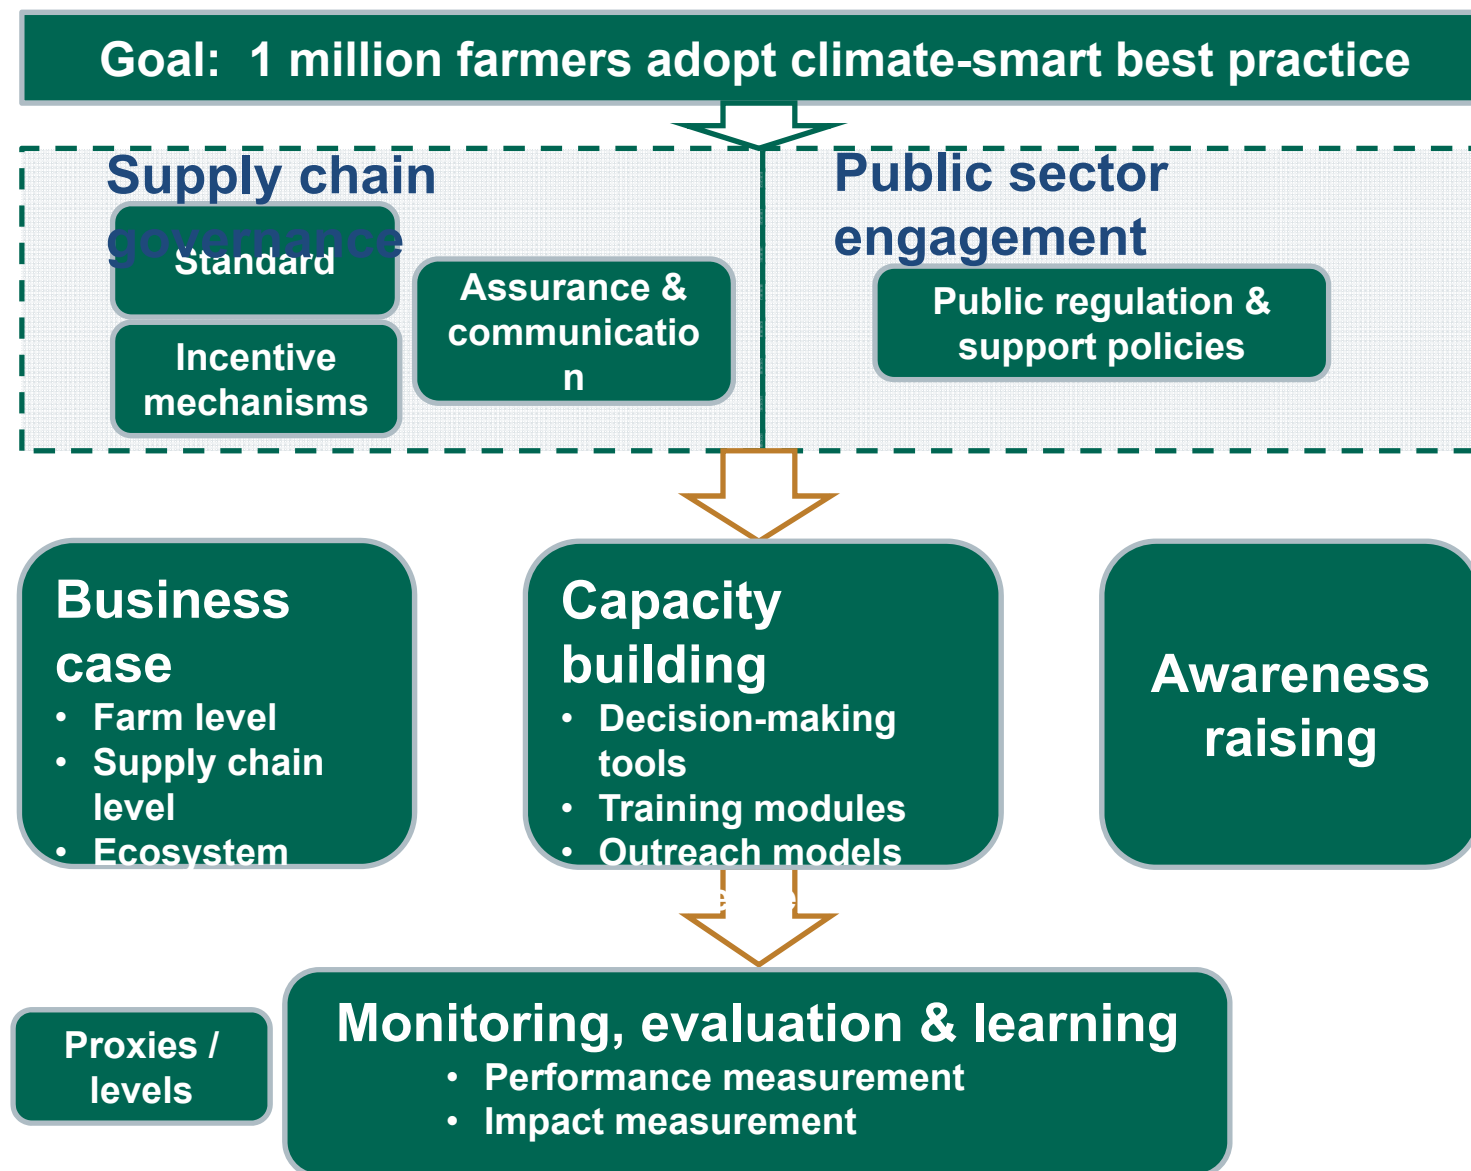 Goal: 1 million farmers adopt climate-smart best practice
Supply chain
governance
Standard
Incentive
mechanisms
Assurance &
communicatio
n
Public sector
engagement
Public regulation &
support policies
Business
case
• Farm level
• Supply chain
level
• Ecosystem
Capacity
building
• Decision-making
tools
• Training modules
• Outreach models
Awareness
raising
Proxies /
levels
Monitoring, evaluation & learning
• Performance measurement
• Impact measurement